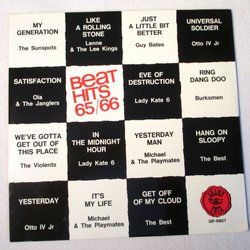 MY
GENERATION
The Sunspots
LIKE
A ROLLING
STONE
Lenne
& The Lee Kings
JUST
A LITTLE BIT
BETTER
Guy Bates
UNIVERSAL
SOLDIER
Otto IV Jr
SATISFACTION
Ola
& The Janglers
BEAT
HITS
65/66
EVE OF
DESTRUCTION
Lady Kate 6
RING
DANG DOO
Burksmen
WE'VE GOTTA
GET OUT OF
THIS PLACE
The Violents
IN
THE MIDNIGHT
HOUR
Lady Kate 6
YESTERDAY
MAN
Michael
& The Playmates
HANG ON
SLOOPY
The Best
YESTERDAY
Otto IV Jr
IT'S
MY LIFE
Michael
& The Playmates
GET OFF
OF MY CLOUD
The Best
GP-9907